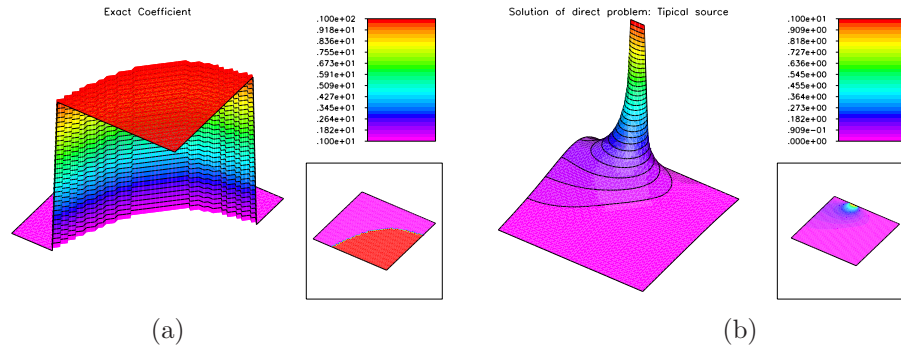 Exact Coefficient
.100e+02
.918e+01
.836e+01
.755e+01
.673e+01
.591e+01
.509e+01
.427e+01
.345e+01
.264e+01
.182e+01
.100e+01
(a)
Solution of direct problem: Tipical source
.100e+01
.909e+00
.818e+00
.727e+00
.636e+00
.545e+00
.455e+00
.364e+00
.273e+00
.182e+00
.909e-01
.000e+00
(b)